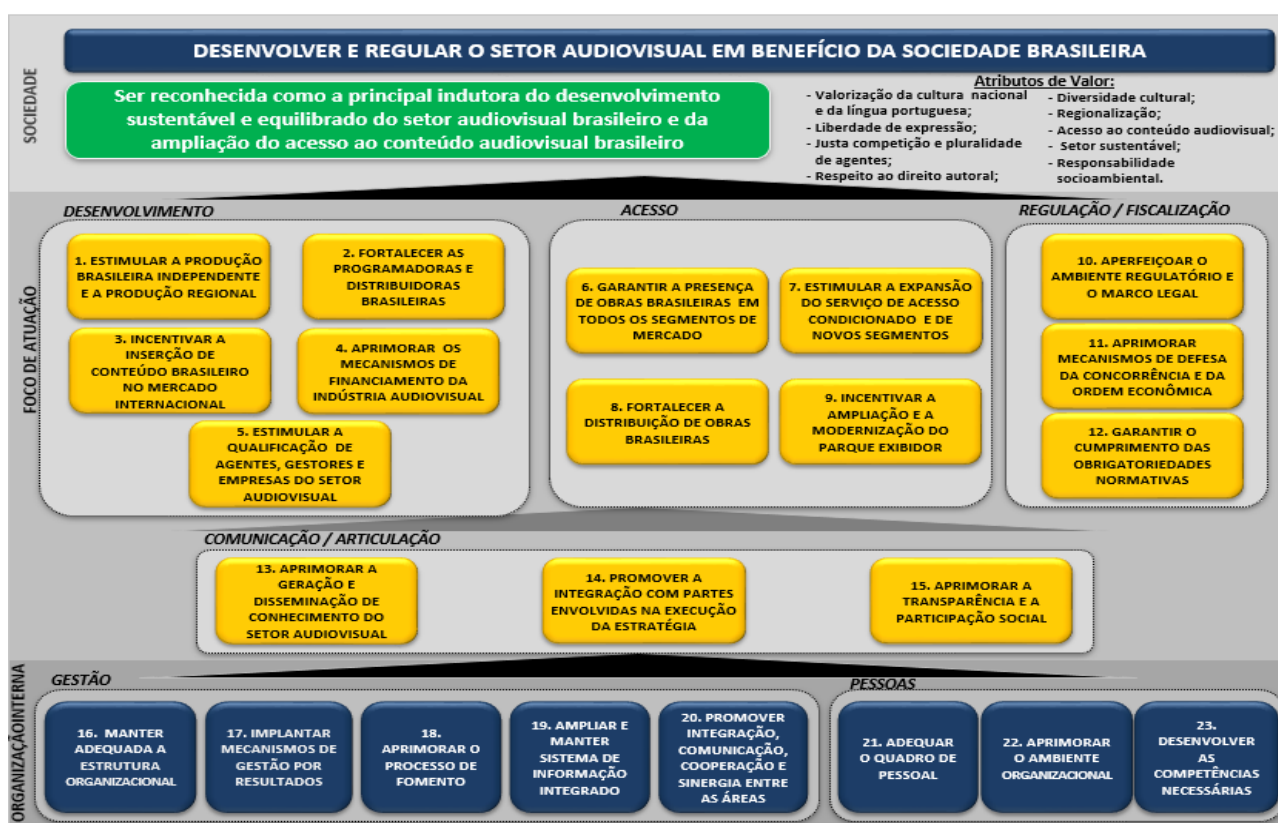 SOCIEDADE
DESENVOLVER E REGULAR O SETOR AUDIOVISUAL EM BENEFÍCIO DA SOCIEDADE BRASILEIRA
Ser reconhecida como a principal indutora do desenvolvimento
sustentável e equilibrado do setor audiovisual brasileiro e da
ampliação do acesso ao conteúdo audiovisual brasileiro
Atributos de Valor:
- Valorização da cultura nacional
e da língua portuguesa;
- Liberdade de expressão;
- Justa competição e pluralidade
de agentes;
- Respeito ao direito autoral;
- Diversidade cultural;
- Regionalização;
- Acesso ao conteúdo audiovisual;
- Setor sustentável;
- Responsabilidade
socioambiental.
FOCO DE ATUAÇÃO
DESENVOLVIMENTO
1. ESTIMULAR A PRODUÇÃO
BRASILEIRA INDEPENDENTE
E A PRODUÇÃO REGIONAL
2. FORTALECER AS
PROGRAMADORAS E
DISTRIBUIDORAS
BRASILEIRAS
3. INCENTIVAR A
INSERÇÃO DE
CONTEÚDO BRASILEIRO
NO MERCADO
INTERNACIONAL
4. APRIMORAR OS
MECANISMOS DE
FINANCIAMENTO DA
INDÚSTRIA AUDIOVISUAL
5. ESTIMULAR A
QUALIFICAÇÃO DE
AGENTES, GESTORES E
EMPRESAS DO SETOR
AUDIOVISUAL
ACESSO
6. GARANTIR A PRESENÇA
DE OBRAS BRASILEIRAS EM
TODOS OS SEGMENTOS DE
MERCADO
7. ESTIMULAR A EXPANSÃO
DO SERVIÇO DE ACESSO
CONDICIONADO E DE
NOVOS SEGMENTOS
8. FORTALECER A
DISTRIBUIÇÃO DE OBRAS
BRASILEIRAS
9. INCENTIVAR A
AMPLIAÇÃO E A
MODERNIZAÇÃO DO
PARQUE EXIBIDOR
REGULAÇÃO / FISCALIZAÇÃO
10. APERFEIÇOAR O
AMBIENTE REGULATÓRIO E
O MARCO LEGAL
11. APRIMORAR
MECANISMOS DE DEFESA
DA CONCORRÊNCIA E DA
ORDEM ECONÔMICA
12. GARANTIR O
CUMPRIMENTO DAS
OBRIGATORIEDADES
NORMATIVAS
COMUNICAÇÃO / ARTICULAÇÃO
13. APRIMORAR A
GERAÇÃO E
DISSEMINAÇÃO DE
CONHECIMENTO DO
SETOR AUDIOVISUAL
14. PROMOVER A
INTEGRAÇÃO COM PARTES
ENVOLVIDAS NA EXECUÇÃO
DA ESTRATÉGIA
15. APRIMORAR A
TRANSPARÊNCIA E A
PARTICIPAÇÃO SOCIAL
ORGANIZAÇÃOINTERNA
GESTÃO
16. MANTER
ADEQUADA A
ESTRUTURA
ORGANIZACIONAL
17. IMPLANTAR
MECANISMOS DE
GESTÃO POR
RESULTADOS
18.
APRIMORAR O
PROCESSO DE
FOMENTO
19. AMPLIAR E
MANTER
SISTEMA DE
INFORMAÇÃO
INTEGRADO
20. PROMOVER
INTEGRAÇÃO,
COMUNICAÇÃO,
COOPERAÇÃO E
SINERGIA ENTRE
AS ÁREAS
PESSOAS
21. ADEQUAR
O QUADRO DE
PESSOAL
22. APRIMORAR
O AMBIENTE
ORGANIZACIONAL
23.
DESENVOLVER
AS
COMPETÊNCIAS
NECESSÁRIAS